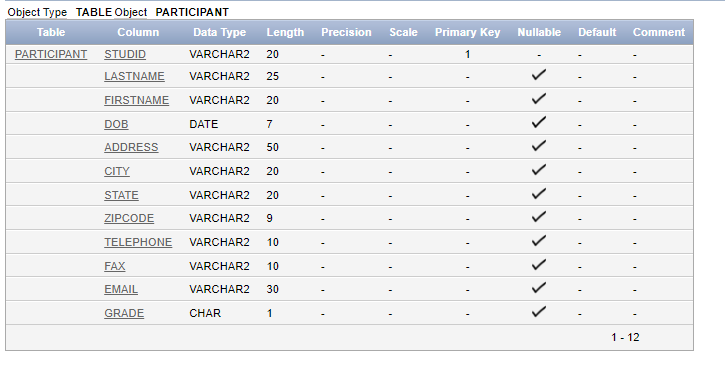 Object Type TABLE Object PARTICIPANT
Table Column Data Type Length Precision Scale Primary Key Nullable Default Comment
PARTICIPANT STUDID VARCHAR2 20 - - 1 - - -
LASTNAME VARCHAR2 25 - - - ✓ - -
FIRSTNAME VARCHAR2 20 - - - ✓ - -
DOB DATE 7 - - - ✓ - -
ADDRESS VARCHAR2 50 - - - ✓ - -
CITY VARCHAR2 20 - - - ✓ - -
STATE VARCHAR2 20 - - - ✓ - -
ZIPCODE VARCHAR2 9 - - - ✓ - -
TELEPHONE VARCHAR2 10 - - - ✓ - -
FAX VARCHAR2 10 - - - ✓ - -
EMAIL VARCHAR2 30 - - - ✓ - -
GRADE CHAR 1 - - - ✓ - -
1 - 12